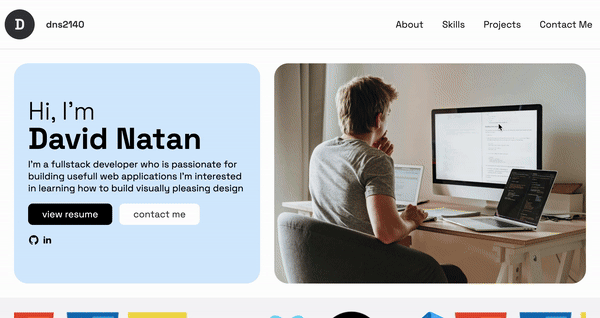 D
dns2140
About
Skills
Projects
Contact Me
Hi, I'm
David Natan
I'm a fullstack developer who is passionate for
building usefull web applications I'm interested
in learning how to build visually pleasing design
view resume
contact me
in